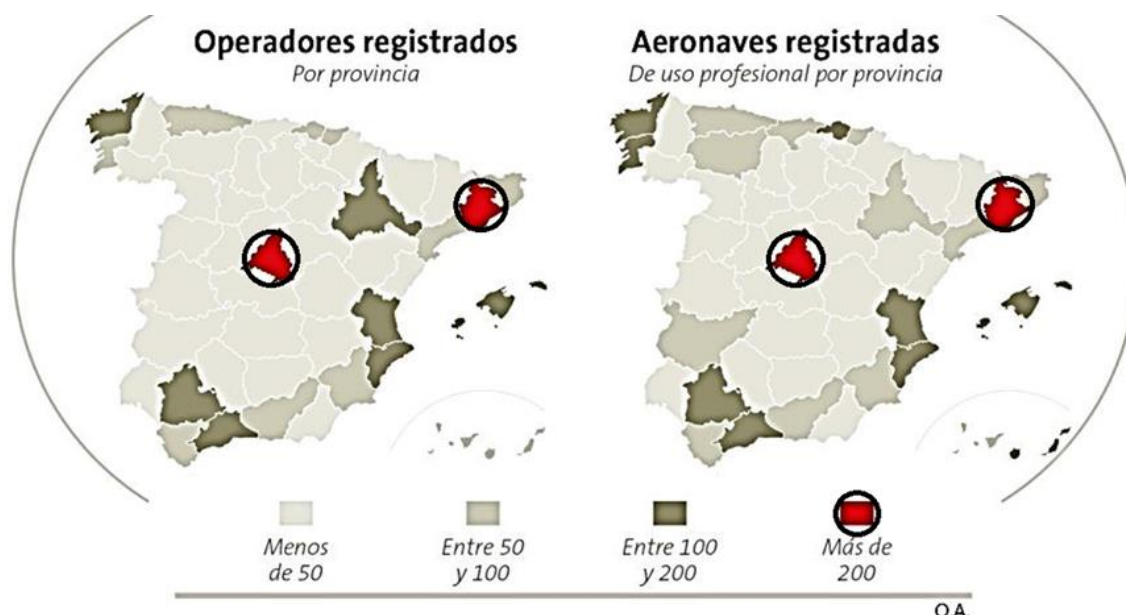 Operadores registrados
Por provincia
Aeronaves registradas
De uso profesional por provincia
Menos
de 50
Entre 50
y 100
Entre 100
y 200
Más de
200
O.A.